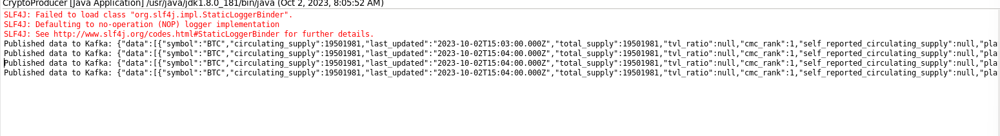 CryptoProducer [Java Application] /usr/java/jdk1.8.0_181/bin/java (Oct 2, 2023, 8:05:52 AM)
SLF4J: Failed to load class "org.slf4j.impl.StaticLoggerBinder".
SLF4J: Defaulting to no-operation (NOP) logger implementation
SLF4J: See http://www.slf4j.org/codes.html#StaticLoggerBinder for further details.
Published data to Kafka: {"data":[{"symbol":"BTC","circulating_supply":19501981,"last_updated":"2023-10-02T15:03:00.000Z","total_supply":19501981,"tvl_ratio":null,"cmc_rank":1,"self_reported_circulating_supply":null,"pla
Published data to Kafka: {"data":[{"symbol":"BTC","circulating_supply":19501981,"last_updated":"2023-10-02T15:04:00.000Z","total_supply":19501981,"tvl_ratio":null,"cmc_rank":1,"self_reported_circulating_supply":null,"pla
Published data to Kafka: {"data":[{"symbol":"BTC","circulating_supply":19501981,"last_updated":"2023-10-02T15:04:00.000Z","total_supply":19501981,"tvl_ratio":null,"cmc_rank":1,"self_reported_circulating_supply":null,"pla
Published data to Kafka: {"data":[{"symbol":"BTC","circulating_supply":19501981,"last_updated":"2023-10-02T15:04:00.000Z","total_supply":19501981,"tvl_ratio":null,"cmc_rank":1,"self_reported_circulating_supply":null,"pla